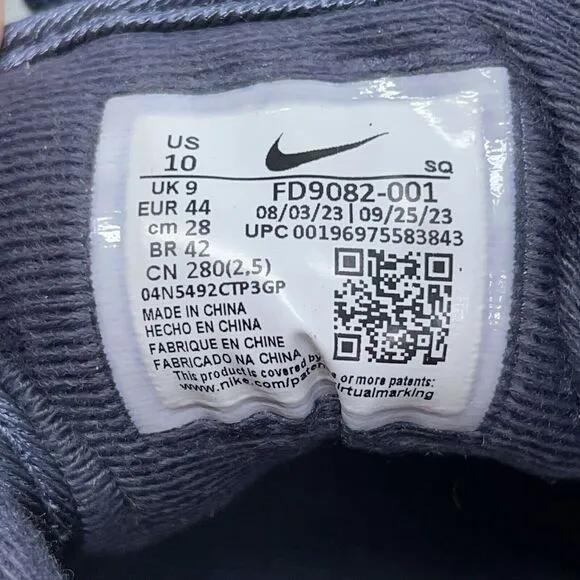 US
10
SQ
UK 9
FD9082-001
EUR 44
08/03/23 | 09/25/23
cm 28
UPC 00196975583843
BR 42
CN 280(2,5)
04N5492CTP3GP
MADE IN CHINA
HECHO EN CHINA
FABRIQUE EN CHINE
FABRICADO NA CHINA
This product is covered by or more patents:
www.nike.com/